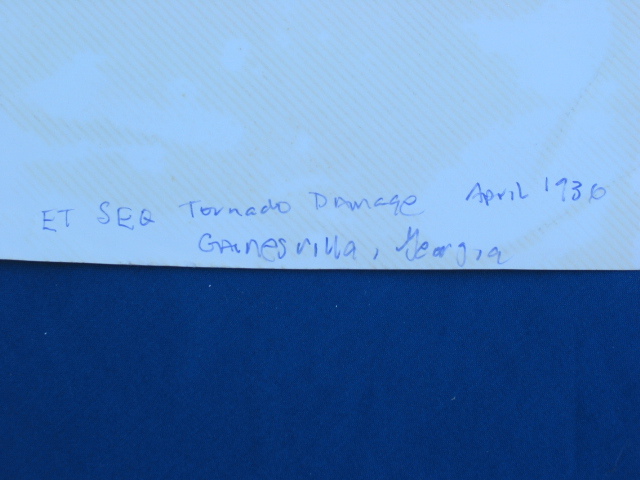 ET SEQ Tornado Damage April 1936
Gainesvilla, Georgia